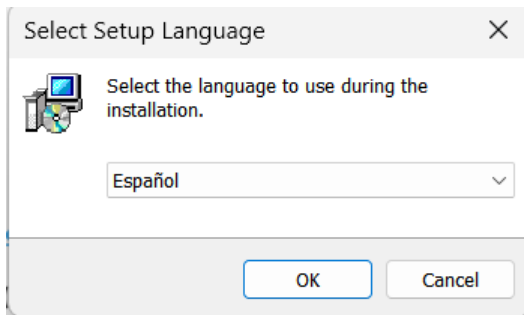 Select Setup Language
Select the language to use during the
installation.
Español
OK
Cancel